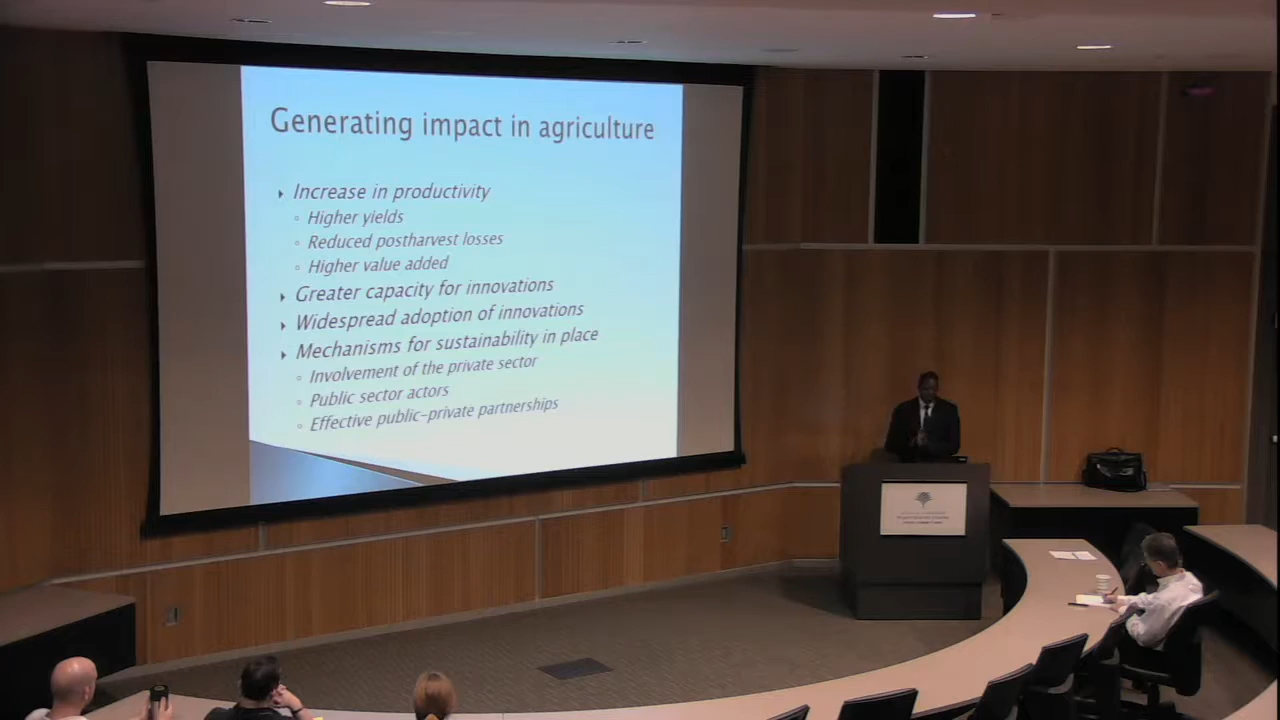 Generating impact in agriculture
Increase in productivity
Higher yields
Reduced postharvest losses
Higher value added
Greater capacity for innovations
Widespread adoption of innovations
Mechanisms for sustainability in place
Involvement of the private sector
Public sector actors
Effective public-private partnerships